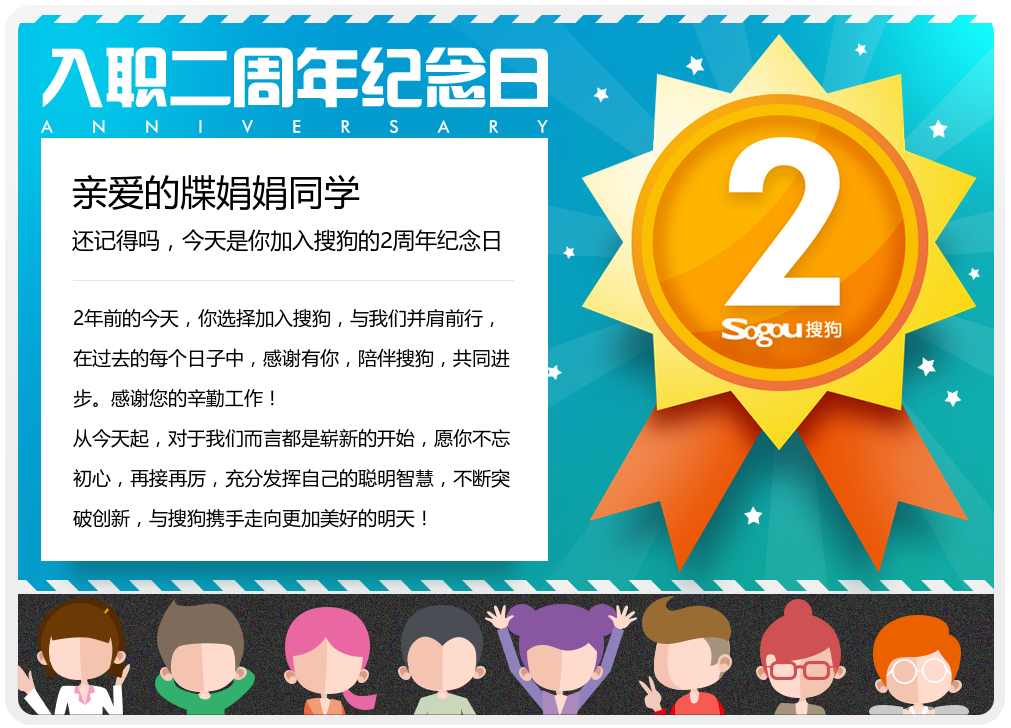 入职二周年纪念日
ANNIVERSARY
亲爱的牒娟娟同学
还记得吗，今天是你加入搜狗的2周年纪念日
2年前的今天，你选择加入搜狗，与我们并肩前行，
在过去的每个日子中，感谢有你，陪伴搜狗，共同进
步。感谢您的辛勤工作！
从今天起，对于我们而言都是崭新的开始，愿你不忘
初心，再接再厉，充分发挥自己的聪明智慧，不断突
破创新，与搜狗携手走向更加美好的明天！
2
Sogou搜狗